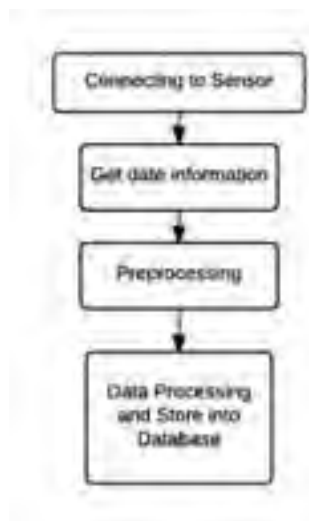 Connecting to Sensor
Get date information
Preprocessing
Data Processing
and Store into
Database